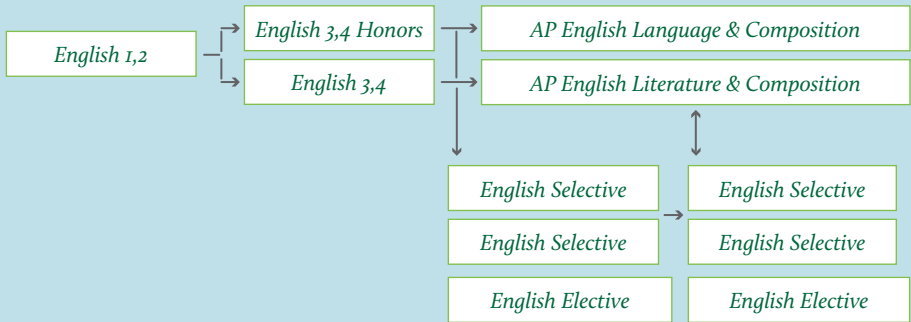 English 1,2
English 3,4 Honors
English 3,4
AP English Language & Composition
AP English Literature & Composition
English Selective
English Selective
English Selective
English Selective
English Elective
English Elective